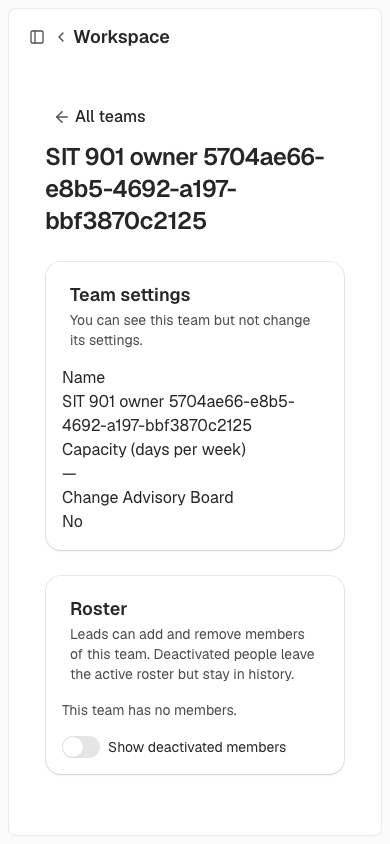 Workspace
All teams
SIT 901 owner 5704ae66-
e8b5-4692-a197-
bbf3870c2125
Team settings
You can see this team but not change
its settings.
Name
SIT 901 owner 5704ae66-e8b5-
4692-a197-bbf3870c2125
Capacity (days per week)
—
Change Advisory Board
No
Roster
Leads can add and remove members
of this team. Deactivated people leave
the active roster but stay in history.
This team has no members.
Show deactivated members